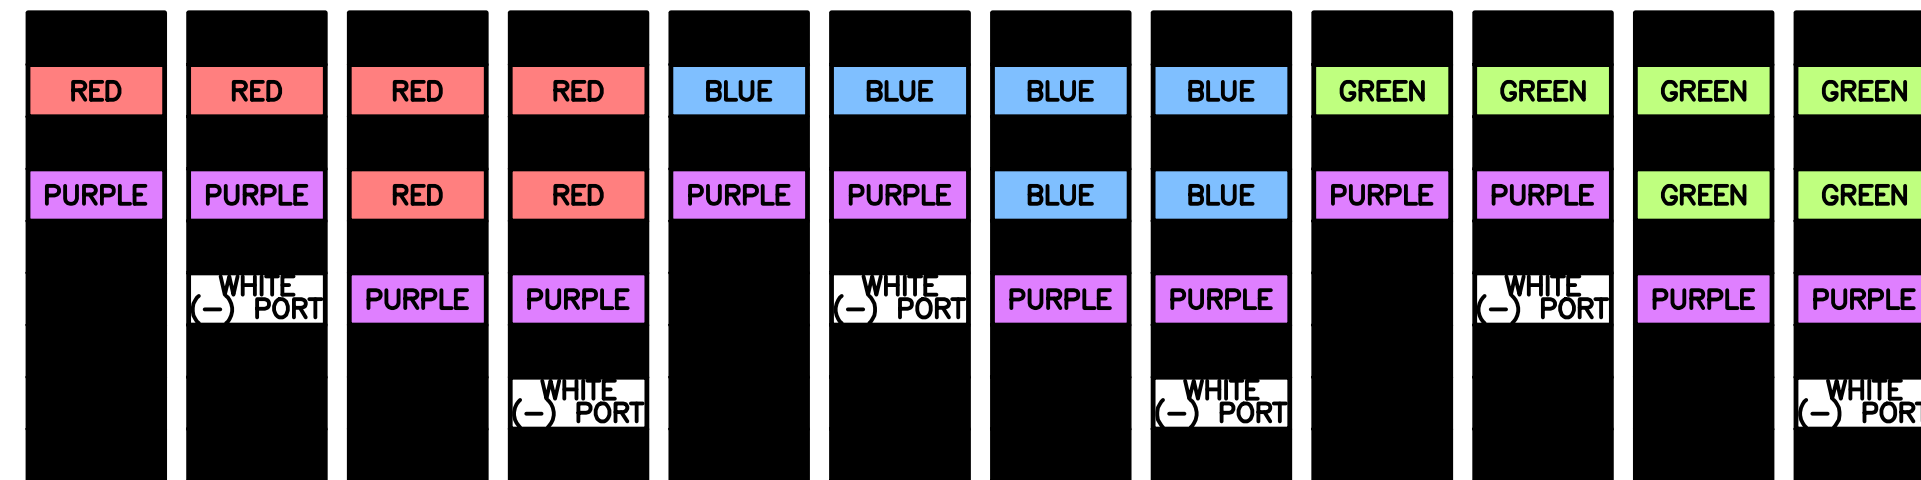 RED RED RED RED BLUE BLUE BLUE BLUE GREEN GREEN GREEN GREEN
PURPLE PURPLE RED RED PURPLE PURPLE BLUE BLUE PURPLE PURPLE GREEN GREEN
WHITE (-) PORT PURPLE PURPLE WHITE (-) PORT PURPLE PURPLE WHITE (-) PORT PURPLE PURPLE
WHITE (-) PORT WHITE (-) PORT WHITE (-) PORT